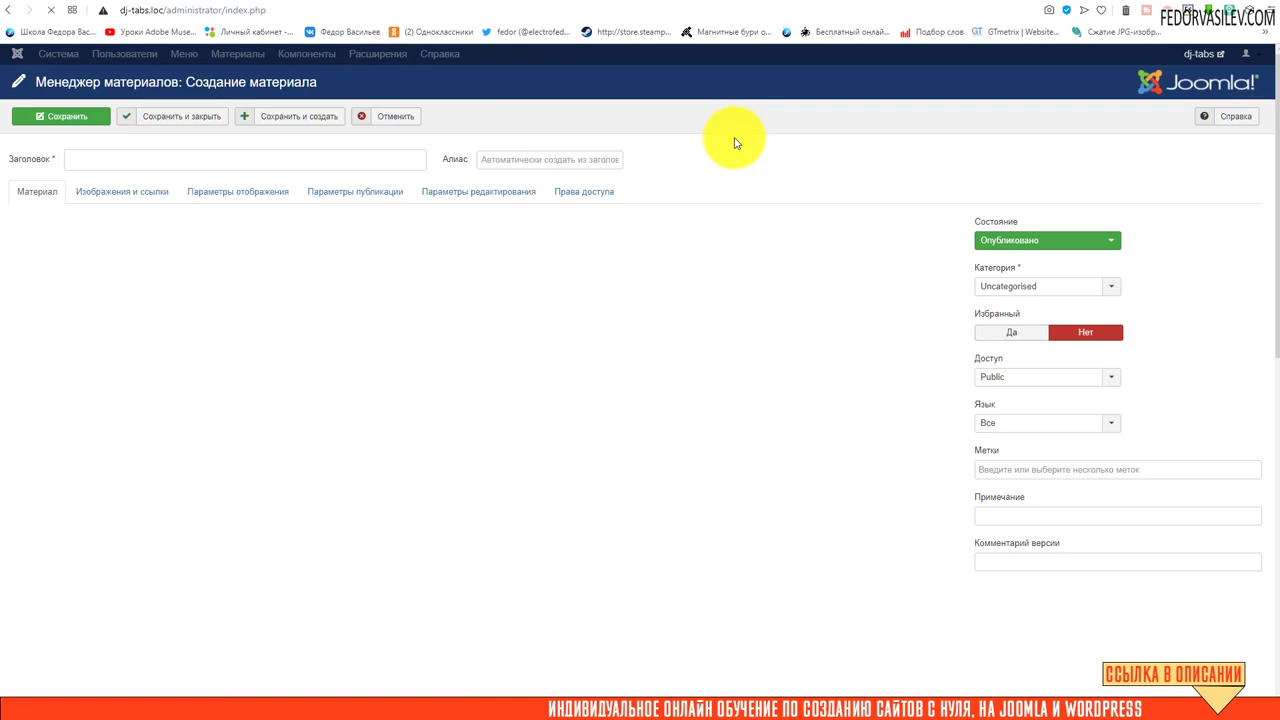 dj-tabs.loc/administrator/index.php
FEDORVASILEV.COM
Школа Федора Вас... Уроки Adobe Muse... Личный кабинет -... Федор Васильев (2) Одноклассники fedor (@electrofed... http://store.steamp... Магнитные бури о... Бесплатный онлай... Подбор слов GT GTmetrix | Website... Сжатие JPG-изобр...
Система Пользователи Меню Материалы Компоненты Расширения Справка dj-tabs
Менеджер материалов: Создание материала Joomla!
Сохранить Сохранить и закрыть Сохранить и создать Отменить Справка
Заголовок * Алиас Автоматически создать из заголов
Материал Изображения и ссылки Параметры отображения Параметры публикации Параметры редактирования Права доступа
Состояние
Опубликовано
Категория *
Uncategorised
Избранный
Да Нет
Доступ
Public
Язык
Все
Метки
Введите или выберите несколько меток
Примечание
Комментарий версии
ССЫЛКА В ОПИСАНИИ
ИНДИВИДУАЛЬНОЕ ОНЛАЙН ОБУЧЕНИЕ ПО СОЗДАНИЮ САЙТОВ С НУЛЯ, НА JOOMLA И WORDPRESS